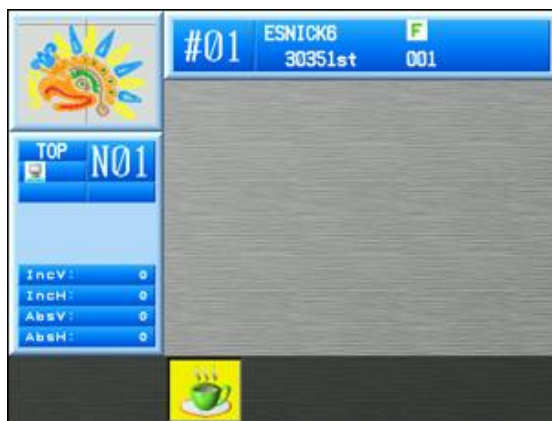 #01 ESNICK6 F
30351st 001
TOP N01
IncV: 0
IncH: 0
AbsV: 0
AbsH: 0